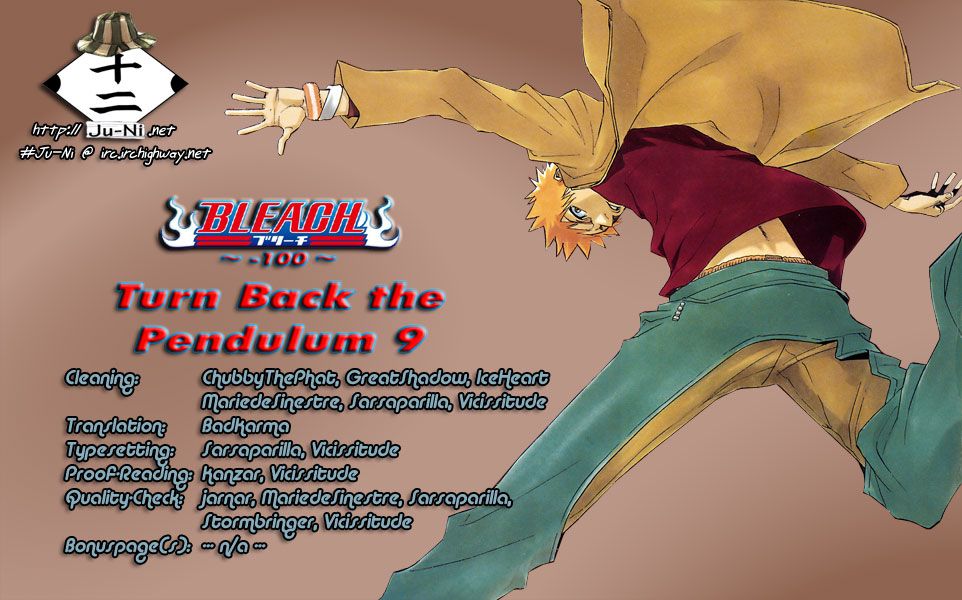 十二
http:// Ju-Ni .net
#Ju-Ni @ irc.irchighway.net
BLEACH
ブリーチ
~ -100 ~
Turn Back the
Pendulum 9
Cleaning: ChubbyThePhat, GreatShadow, IceHeart
MariedeSinestre, Sarsaparilla, Vicissitude
Translation: BadKarma
Typesetting: Sarsaparilla, Vicissitude
Proof-Reading: kanzar, Vicissitude
Quality-Check: jarnar, MariedeSinestre, Sarsaparilla,
Stormbringer, Vicissitude
Bonuspage(s): --- n/a ---